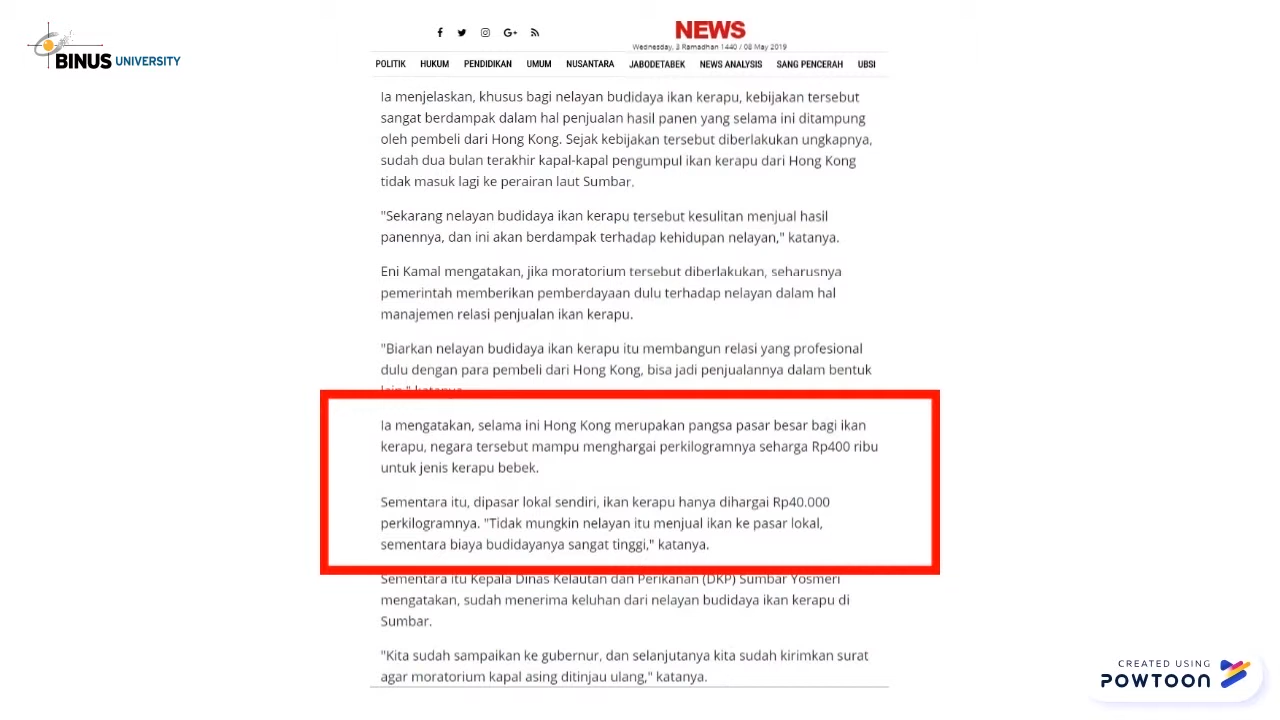 BINUS UNIVERSITY
NEWS
Wednesday, 3 Ramadhan 1440 / 08 May 2019
POLITIK HUKUM PENDIDIKAN UMUM NUSANTARA JABODETABEK NEWS ANALYSIS SANG PENCERAH UBSI
Ia menjelaskan, khusus bagi nelayan budidaya ikan kerapu, kebijakan tersebut
sangat berdampak dalam hal penjualan hasil panen yang selama ini ditampung
oleh pembeli dari Hong Kong. Sejak kebijakan tersebut diberlakukan ungkapnya,
sudah dua bulan terakhir kapal-kapal pengumpul ikan kerapu dari Hong Kong
tidak masuk lagi ke perairan laut Sumbar.
"Sekarang nelayan budidaya ikan kerapu tersebut kesulitan menjual hasil
panennya, dan ini akan berdampak terhadap kehidupan nelayan," katanya.
Eni Kamal mengatakan, jika moratorium tersebut diberlakukan, seharusnya
pemerintah memberikan pemberdayaan dulu terhadap nelayan dalam hal
manajemen relasi penjualan ikan kerapu.
"Biarkan nelayan budidaya ikan kerapu itu membangun relasi yang profesional
dulu dengan para pembeli dari Hong Kong, bisa jadi penjualannya dalam bentuk
lain," katanya.
Ia mengatakan, selama ini Hong Kong merupakan pangsa pasar besar bagi ikan
kerapu, negara tersebut mampu menghargai perkilogramnya seharga Rp400 ribu
untuk jenis kerapu bebek.
Sementara itu, dipasar lokal sendiri, ikan kerapu hanya dihargai Rp40.000
perkilogramnya. "Tidak mungkin nelayan itu menjual ikan ke pasar lokal,
sementara biaya budidayanya sangat tinggi," katanya.
Sementara itu Kepala Dinas Kelautan dan Perikanan (DKP) Sumbar Yosmeri
mengatakan, sudah menerima keluhan dari nelayan budidaya ikan kerapu di
Sumbar.
"Kita sudah sampaikan ke gubernur, dan selanjutanya kita sudah kirimkan surat
agar moratorium kapal asing ditinjau ulang," katanya.
CREATED USING
POWTOON